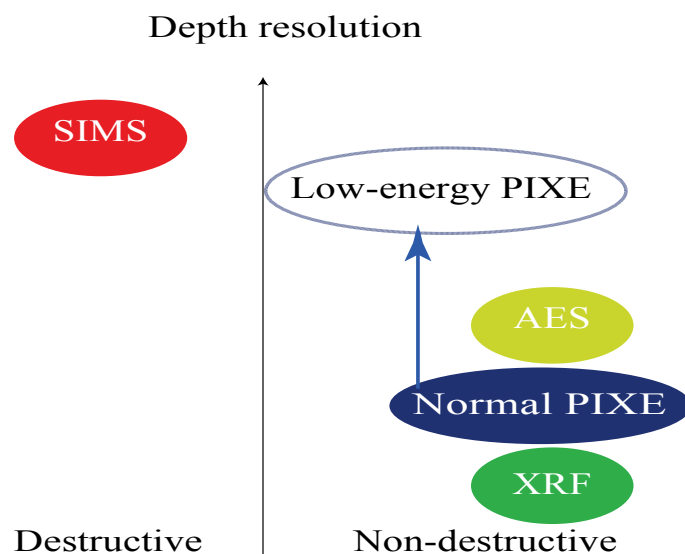 Depth resolution
SIMS
Low-energy PIXE
AES
Normal PIXE
XRF
Destructive
Non-destructive